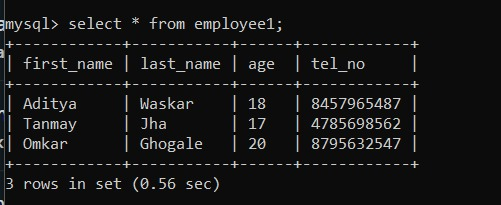 mysql> select * from employee1;
+------------+-----------+-----+------------+
| first_name | last_name | age | tel_no     |
+------------+-----------+-----+------------+
| Aditya     | Waskar    | 18  | 8457965487 |
| Tanmay     | Jha       | 17  | 4785698562 |
| Omkar      | Ghogale   | 20  | 8795632547 |
+------------+-----------+-----+------------+
3 rows in set (0.56 sec)